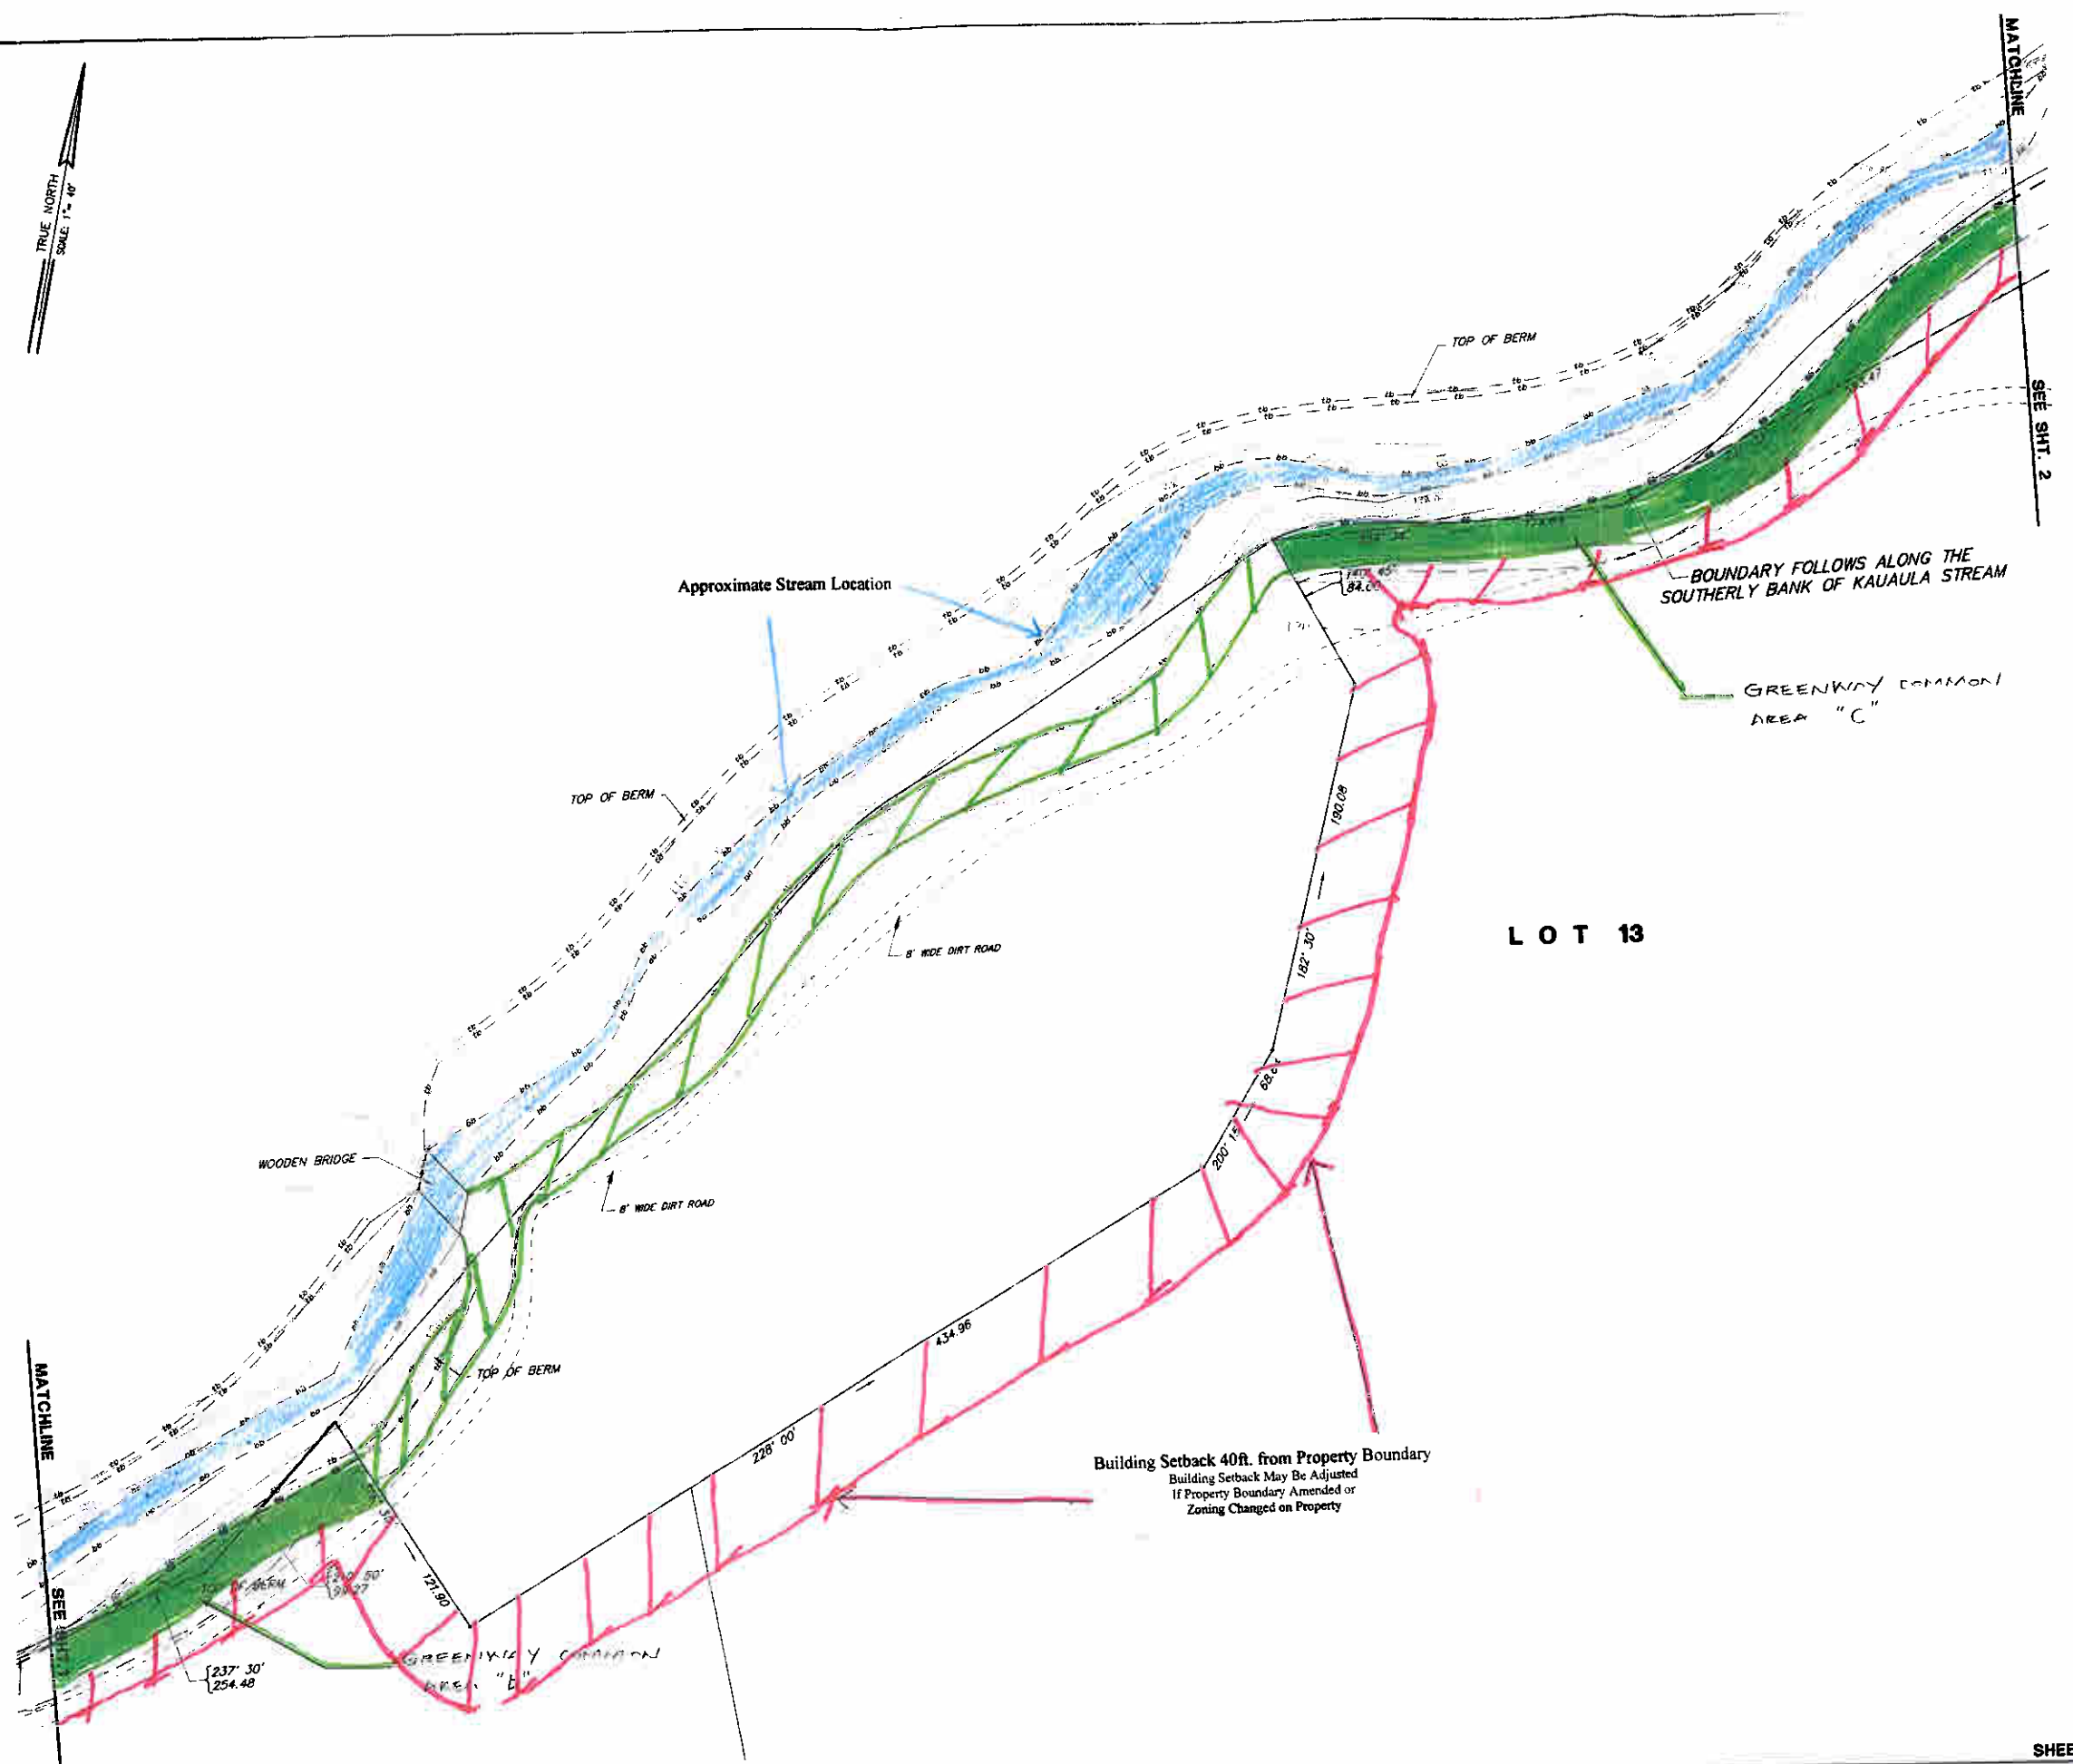 MATCHLINE
TRUE NORTH
SCALE: 1" = 40'
TOP OF BERM
SEE SHT. 2
Approximate Stream Location
84.00
BOUNDARY FOLLOWS ALONG THE
SOUTHERLY BANK OF KAUAULA STREAM
GREENWAY COMMON
AREA "C"
TOP OF BERM
190.08
8' WIDE DIRT ROAD
LOT 13
182° 30'
WOODEN BRIDGE
8' WIDE DIRT ROAD
200° 15'
434.96
TOP OF BERM
MATCHLINE
228° 00'
Building Setback 40ft. from Property Boundary
Building Setback May Be Adjusted
If Property Boundary Amended or
Zoning Changed on Property
TOP OF BERM
121.90
SEE
GREENWAY COMMON
AREA
237° 30'
254.48